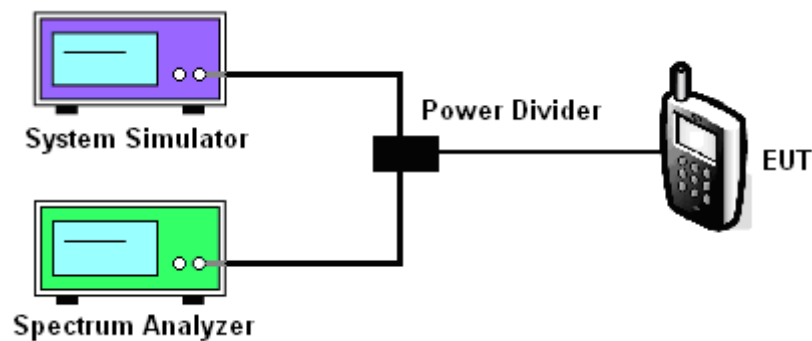 System Simulator
Power Divider
EUT
Spectrum Analyzer